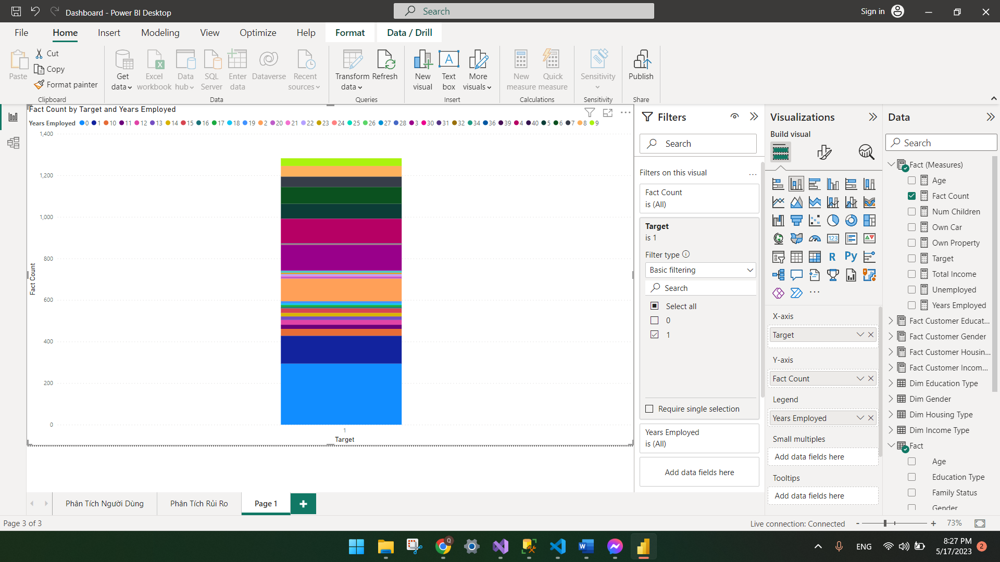 Dashboard - Power BI Desktop
Search
Sign in
File Home Insert Modeling View Optimize Help Format Data / Drill
Paste
Cut
Copy
Format painter
Clipboard
Get data
Excel workbook
Data hub
SQL Server
Enter data
Dataverse
Recent sources
Data
Transform data
Refresh
Queries
New visual
Text box
More visuals
Insert
New measure
Quick measure
Calculations
Sensitivity
Sensitivity
Publish
Share
Fact Count by Target and Years Employed
Years Employed 0 1 10 11 12 13 14 15 16 17 18 19 2 20 21 22 23 24 25 26 27 28 3 30 31 32 34 36 39 4 40 5 6 7 8 9
1,400
1,200
1,000
800
600
400
200
0
Fact Count
1
Target
Filters
Search
Filters on this visual
Fact Count
is (All)
Target
is 1
Filter type
Basic filtering
Search
Select all
0
1
Require single selection
Years Employed
is (All)
Add data fields here
Visualizations
Build visual
123
R
Py
X-axis
Target
Y-axis
Fact Count
Legend
Years Employed
Small multiples
Add data fields here
Tooltips
Add data fields here
Data
Search
Fact (Measures)
Age
Fact Count
Num Children
Own Car
Own Property
Target
Total Income
Unemployed
Years Employed
Fact Customer Educat...
Fact Customer Gender
Fact Customer Housin...
Fact Customer Incom...
Dim Education Type
Dim Gender
Dim Housing Type
Dim Income Type
Fact
Age
Education Type
Family Status
Gender
Phân Tích Người Dùng
Phân Tích Rủi Ro
Page 1
Page 3 of 3
Live connection: Connected
73%
ENG
8:27 PM
5/17/2023
2